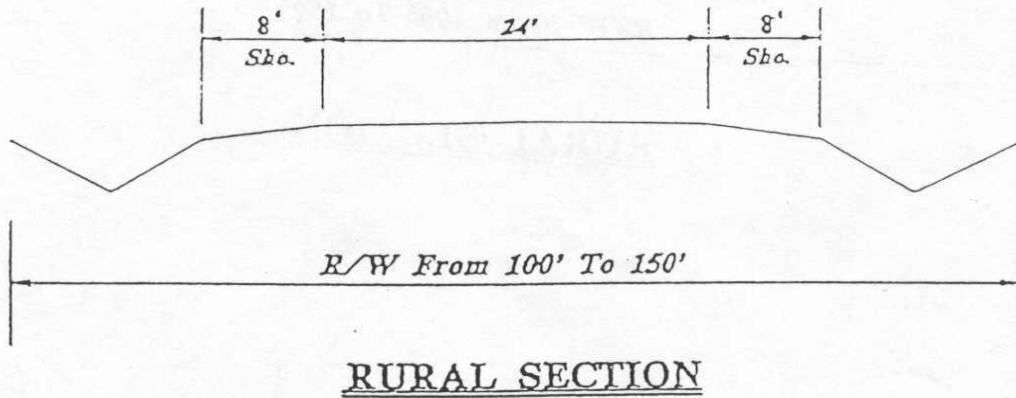 8' 24' 8'
Sho. Sho.
R/W From 100' To 150'
RURAL SECTION